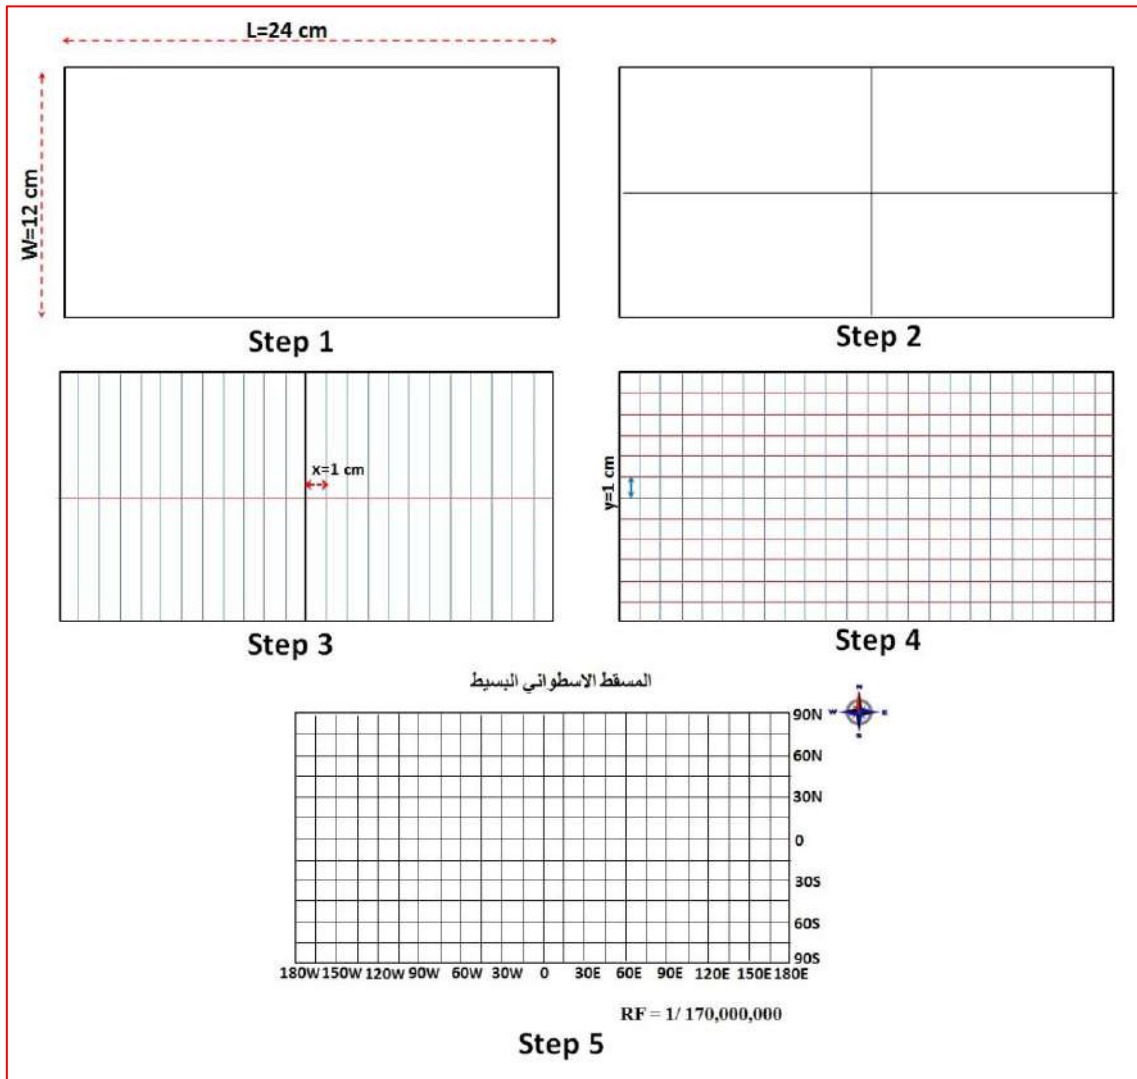 L=24 cm
W=12 cm
Step 1
Step 2
x=1 cm
Step 3
y=1 cm
Step 4
المسقط الاسطواني البسيط
N
W E
S
90N
60N
30N
0
30S
60S
90S
180W 150W 120W 90W 60W 30W 0 30E 60E 90E 120E 150E 180E
RF = 1/ 170,000,000
Step 5